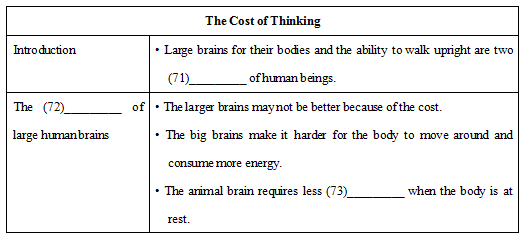 The Cost of Thinking
Introduction
• Large brains for their bodies and the ability to walk upright are two
(71)_________ of human beings.
The (72)_________ of
large human brains
• The larger brains may not be better because of the cost.
• The big brains make it harder for the body to move around and
consume more energy.
• The animal brain requires less (73)_________ when the body is at
rest.